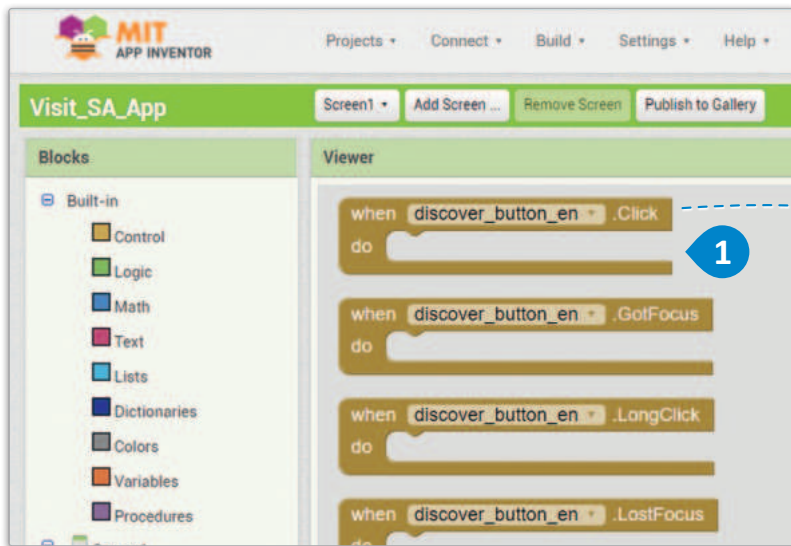 MIT
APP INVENTOR
Projects Connect Build Settings Help
Visit_SA_App
Screen1 Add Screen ... Remove Screen Publish to Gallery
Blocks
Viewer
Built-in
Control
Logic
Math
Text
Lists
Dictionaries
Colors
Variables
Procedures
when discover_button_en .Click
do
1
when discover_button_en .GotFocus
do
when discover_button_en .LongClick
do
when discover_button_en .LostFocus
do